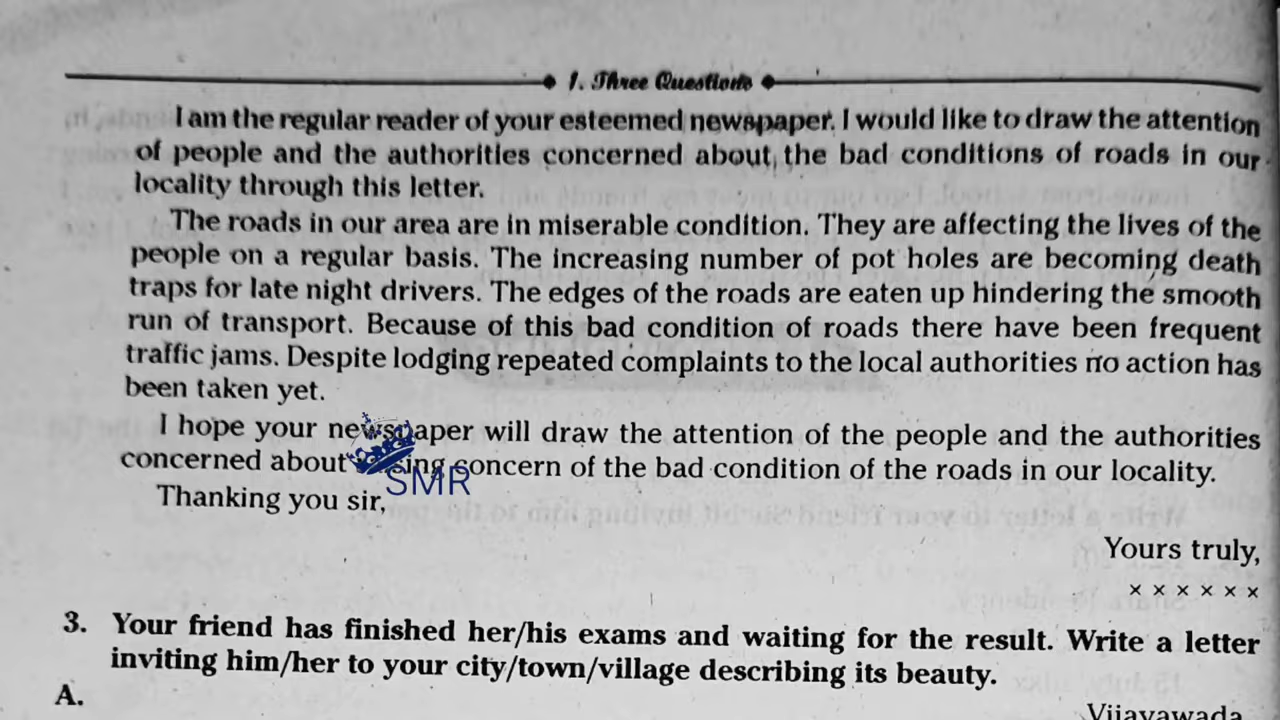 1. Three Questions
I am the regular reader of your esteemed newspaper. I would like to draw the attention
of people and the authorities concerned about the bad conditions of roads in our
locality through this letter.
The roads in our area are in miserable condition. They are affecting the lives of the
people on a regular basis. The increasing number of pot holes are becoming death
traps for late night drivers. The edges of the roads are eaten up hindering the smooth
run of transport. Because of this bad condition of roads there have been frequent
traffic jams. Despite lodging repeated complaints to the local authorities no action has
been taken yet.
I hope your newspaper will draw the attention of the people and the authorities
concerned about concern of the bad condition of the roads in our locality.
SMR
Thanking you sir,
Yours truly,
× × × × × ×
3. Your friend has finished her/his exams and waiting for the result. Write a letter
inviting him/her to your city/town/village describing its beauty.
A.
Vijayawada